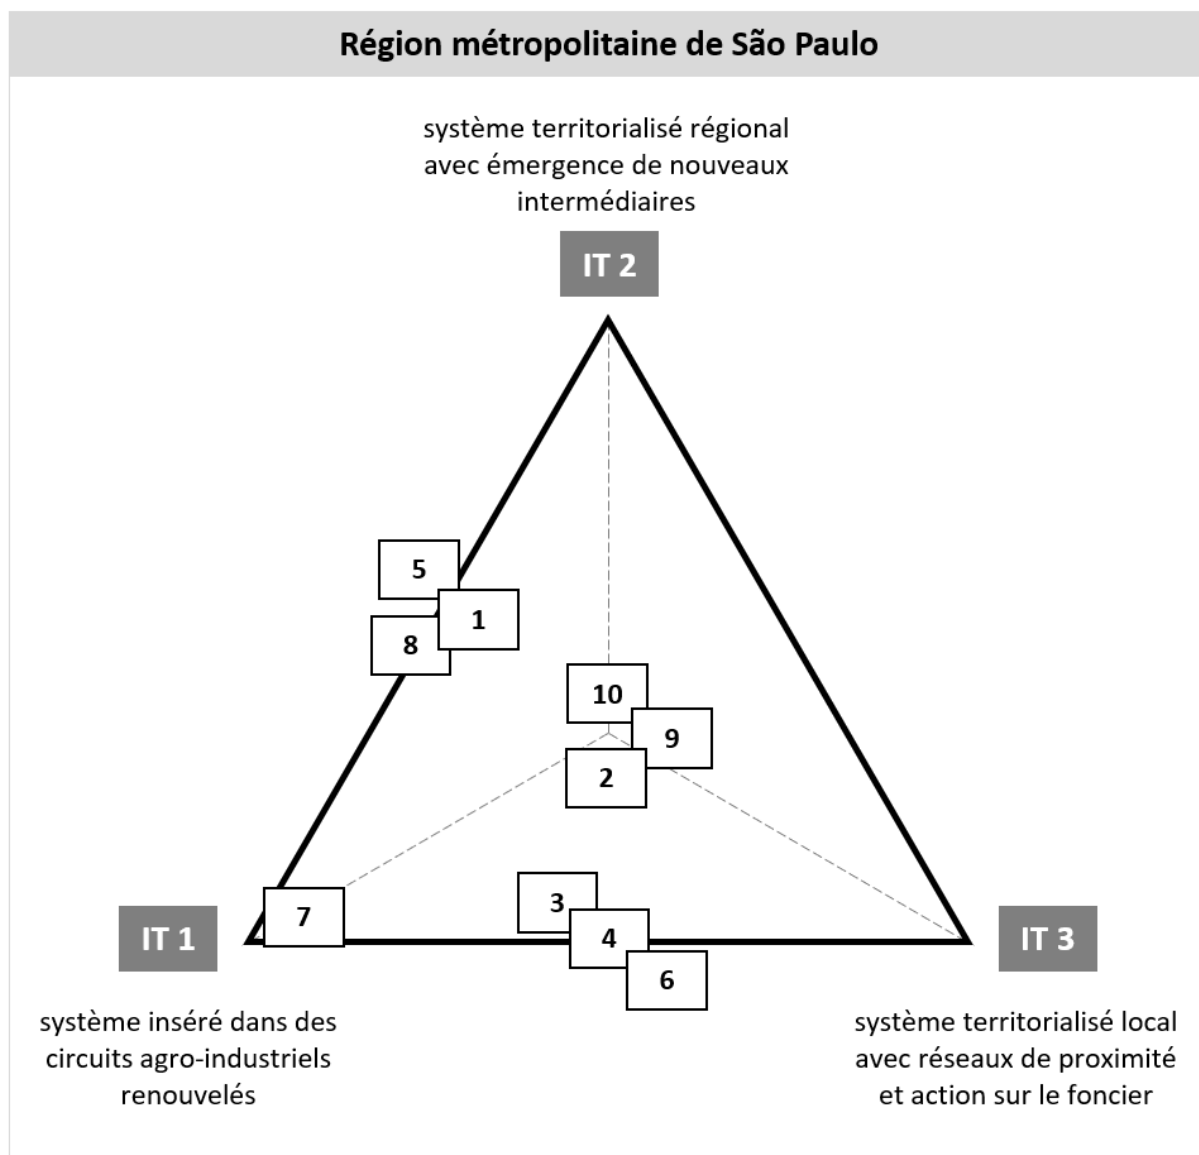 Région métropolitaine de São Paulo
système territorialisé régional
avec émergence de nouveaux
intermédiaires
IT 2
5
1
8
10
9
2
7
3
4
6
IT 1
IT 3
système inséré dans des
circuits agro-industriels
renouvelés
système territorialisé local
avec réseaux de proximité
et action sur le foncier